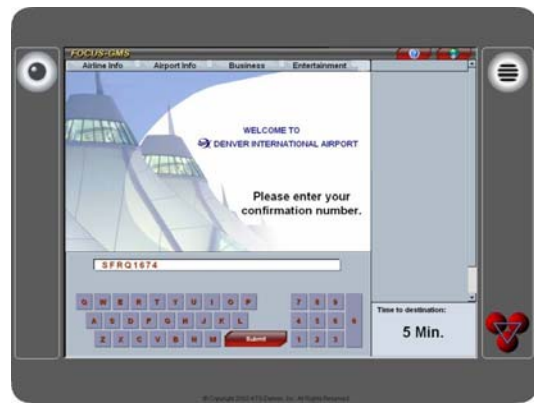 FOCUS-GMS
Airline Info Airport Info Business Entertainment
WELCOME TO
DENVER INTERNATIONAL AIRPORT
Please enter your
confirmation number.
SFRQ1674
Q W E R T Y U I O P 7 8 9
A S D F G H J K L 4 5 6 0
Z X C V B N M Submit 1 2 3
Time to destination:
5 Min.